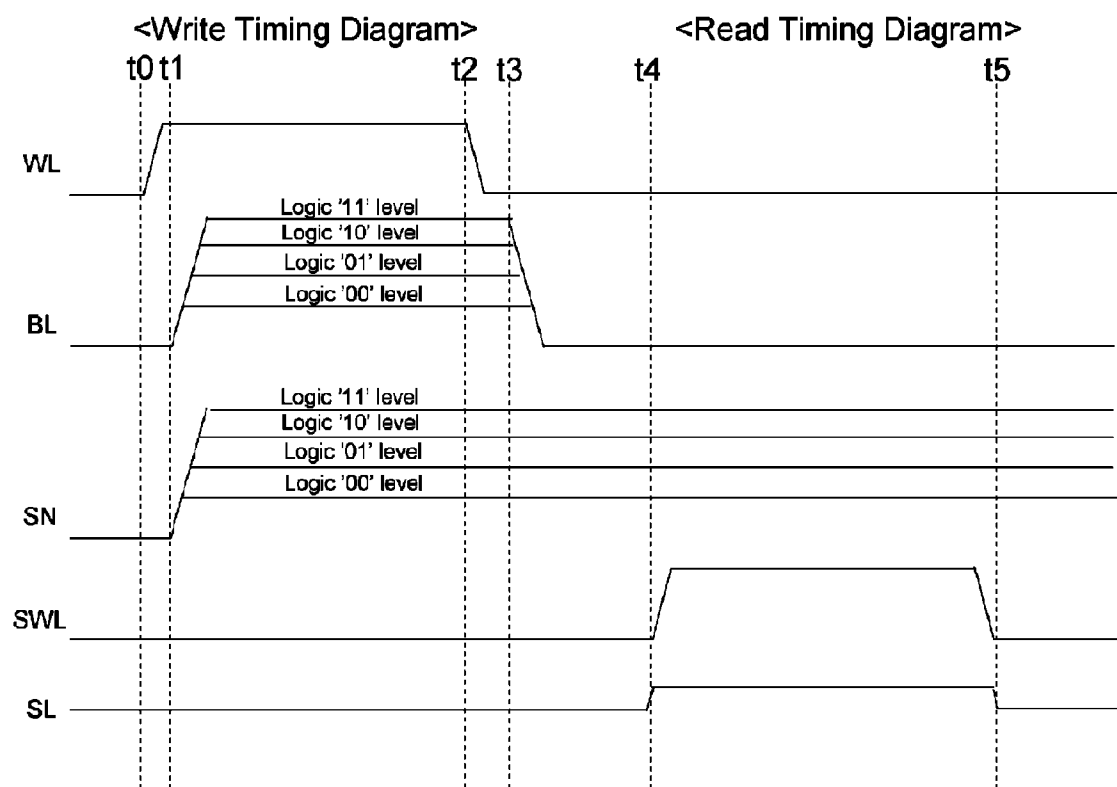 <Write Timing Diagram>
<Read Timing Diagram>
t0 t1 t2 t3 t4 t5
WL
Logic '11' level
Logic '10' level
Logic '01' level
Logic '00' level
BL
Logic '11' level
Logic '10' level
Logic '01' level
Logic '00' level
SN
SWL
SL